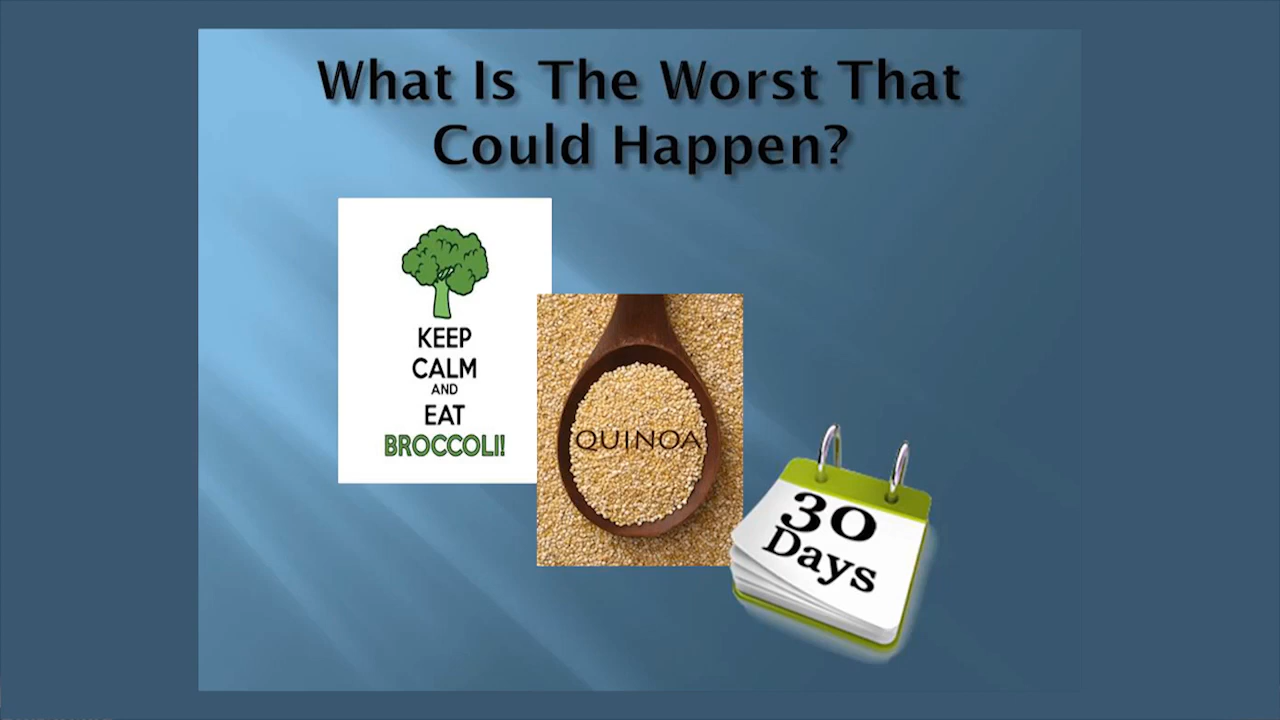 What Is The Worst That
Could Happen?
KEEP
CALM
AND
EAT
BROCCOLI!
QUINOA
30
Days